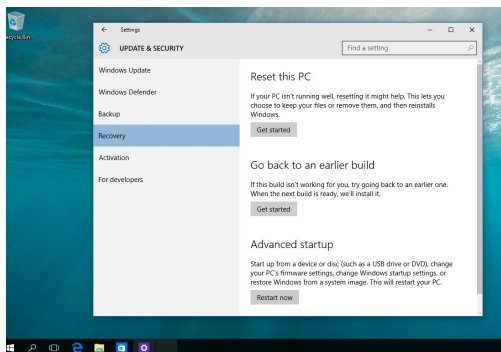 Recycle Bin
Settings
UPDATE & SECURITY
Find a setting
Windows Update
Windows Defender
Backup
Recovery
Activation
For developers
Reset this PC
If your PC isn't running well, resetting it might help. This lets you
choose to keep your files or remove them, and then reinstalls
Windows.
Get started
Go back to an earlier build
If this build isn't working for you, try going back to an earlier one.
When the next build is ready, we'll install it.
Get started
Advanced startup
Start up from a device or disc (such as a USB drive or DVD), change
your PC's firmware settings, change Windows startup settings, or
restore Windows from a system image. This will restart your PC.
Restart now